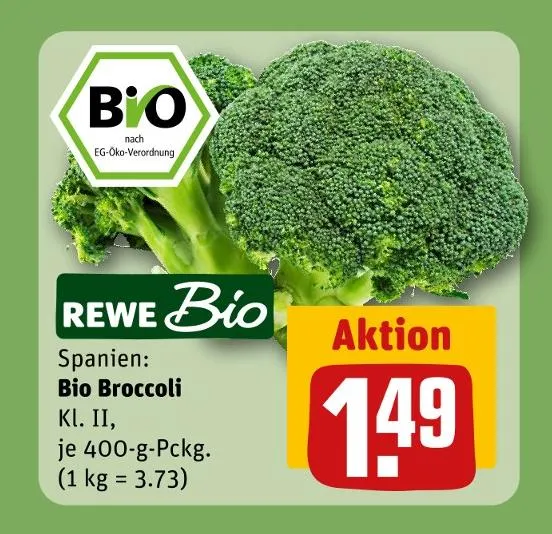 BiO
nach
EG-Öko-Verordnung
REWE Bio
Spanien:
Bio Broccoli
Kl. II,
je 400-g-Pckg.
(1 kg = 3.73)
Aktion
1.49